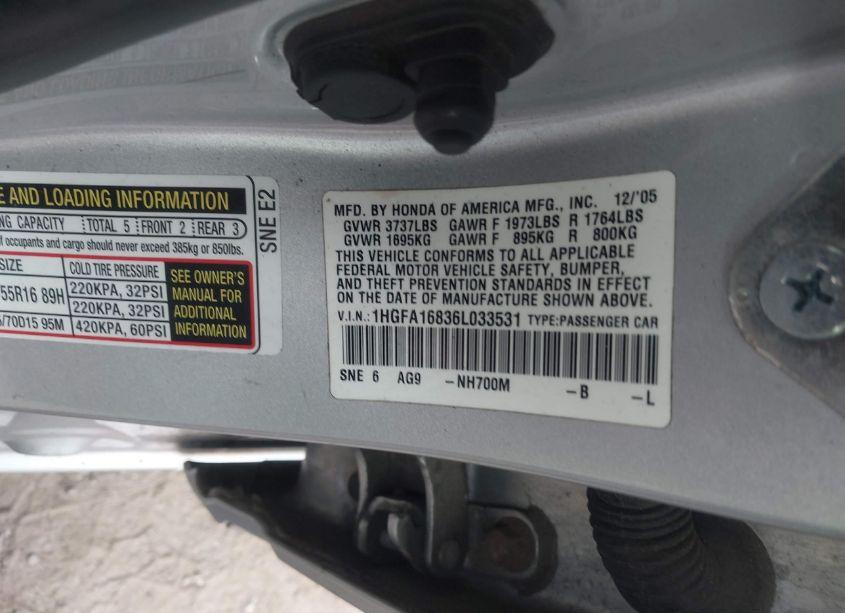 E AND LOADING INFORMATION
NG CAPACITY TOTAL 5 FRONT 2 REAR 3
of occupants and cargo should never exceed 385kg or 850lbs.
SIZE COLD TIRE PRESSURE
55R16 89H 220KPA, 32PSI
220KPA, 32PSI
/70D15 95M 420KPA, 60PSI
SEE OWNER'S
MANUAL FOR
ADDITIONAL
INFORMATION
SNE E2
MFD. BY HONDA OF AMERICA MFG., INC. 12/'05
GVWR 3737LBS GAWR F 1973LBS R 1764LBS
GVWR 1695KG GAWR F 895KG R 800KG
THIS VEHICLE CONFORMS TO ALL APPLICABLE
FEDERAL MOTOR VEHICLE SAFETY, BUMPER,
AND THEFT PREVENTION STANDARDS IN EFFECT
ON THE DATE OF MANUFACTURE SHOWN ABOVE.
V.I.N.: 1HGFA16836L033531 TYPE:PASSENGER CAR
SNE 6 AG9 -NH700M -B -L